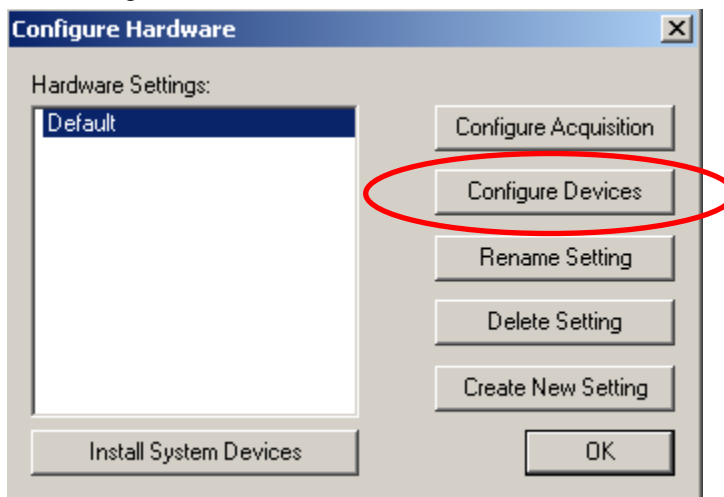 Configure Hardware
Hardware Settings:
Default
Configure Acquisition
Configure Devices
Rename Setting
Delete Setting
Create New Setting
Install System Devices
OK